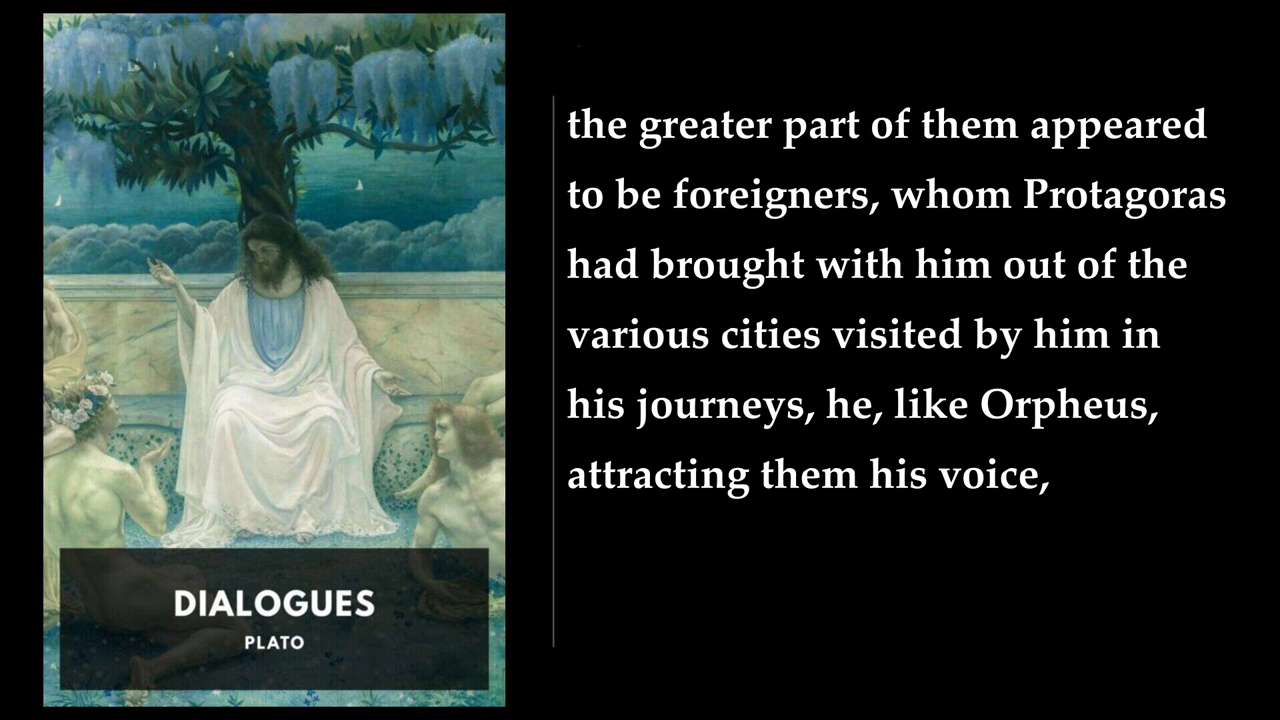 DIALOGUES
PLATO
the greater part of them appeared
to be foreigners, whom Protagoras
had brought with him out of the
various cities visited by him in
his journeys, he, like Orpheus,
attracting them his voice,